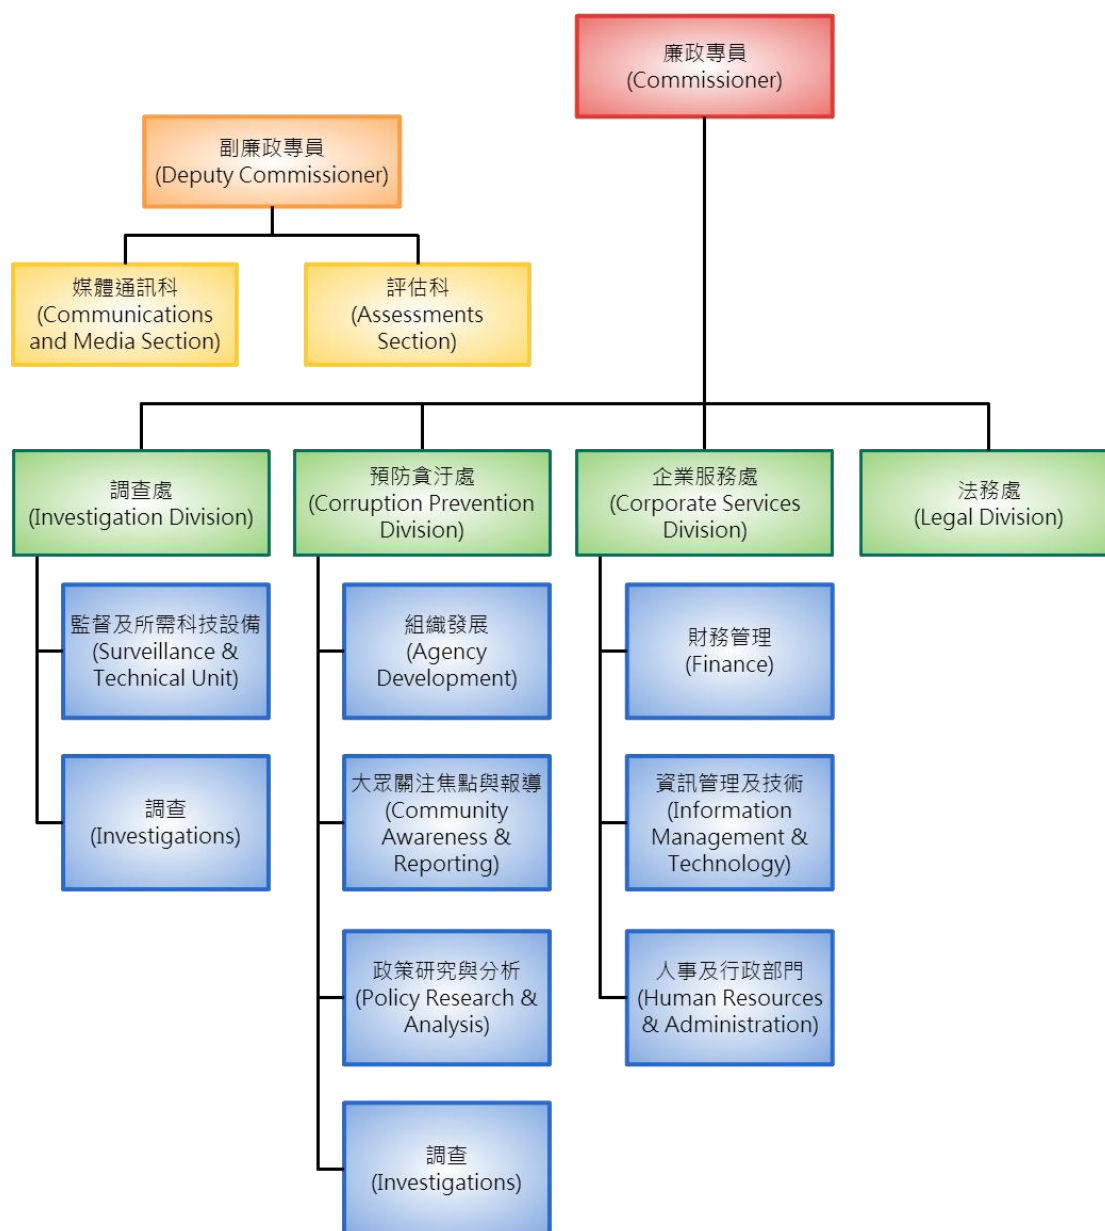 廉政專員
(Commissioner)
副廉政專員
(Deputy Commissioner)
媒體通訊科
(Communications
and Media Section)
評估科
(Assessments
Section)
調查處
(Investigation Division)
預防貪汙處
(Corruption Prevention
Division)
企業服務處
(Corporate Services
Division)
法務處
(Legal Division)
監督及所需科技設備
(Surveillance &
Technical Unit)
組織發展
(Agency
Development)
財務管理
(Finance)
調查
(Investigations)
大眾關注焦點與報導
(Community
Awareness &
Reporting)
資訊管理及技術
(Information
Management &
Technology)
政策研究與分析
(Policy Research &
Analysis)
人事及行政部門
(Human Resources
& Administration)
調查
(Investigations)